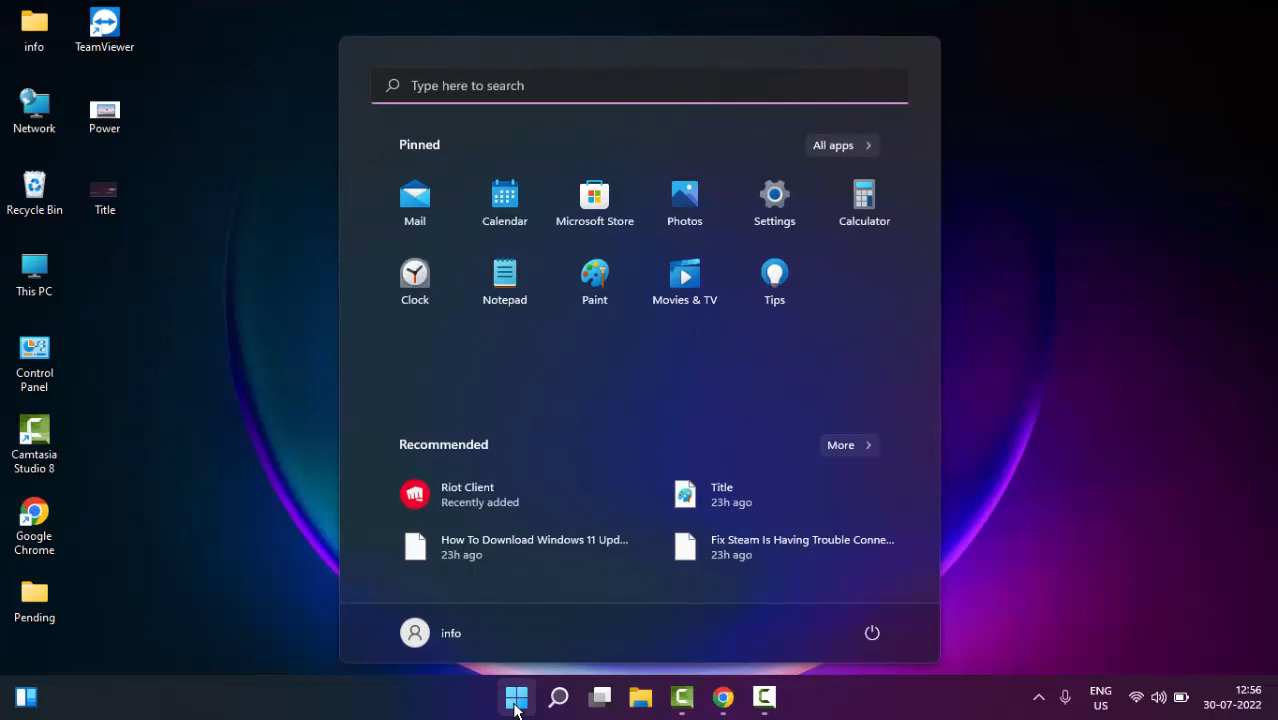 info
TeamViewer
Network
Power
Recycle Bin
Title
This PC
Control
Panel
Camtasia
Studio 8
Google
Chrome
Pending
Type here to search
Pinned
All apps
Mail
Calendar
Microsoft Store
Photos
Settings
Calculator
Clock
Notepad
Paint
Movies & TV
Tips
Recommended
More
Riot Client
Recently added
Title
23h ago
How To Download Windows 11 Upd...
23h ago
Fix Steam Is Having Trouble Conne...
23h ago
info
ENG
US
12:56
30-07-2022